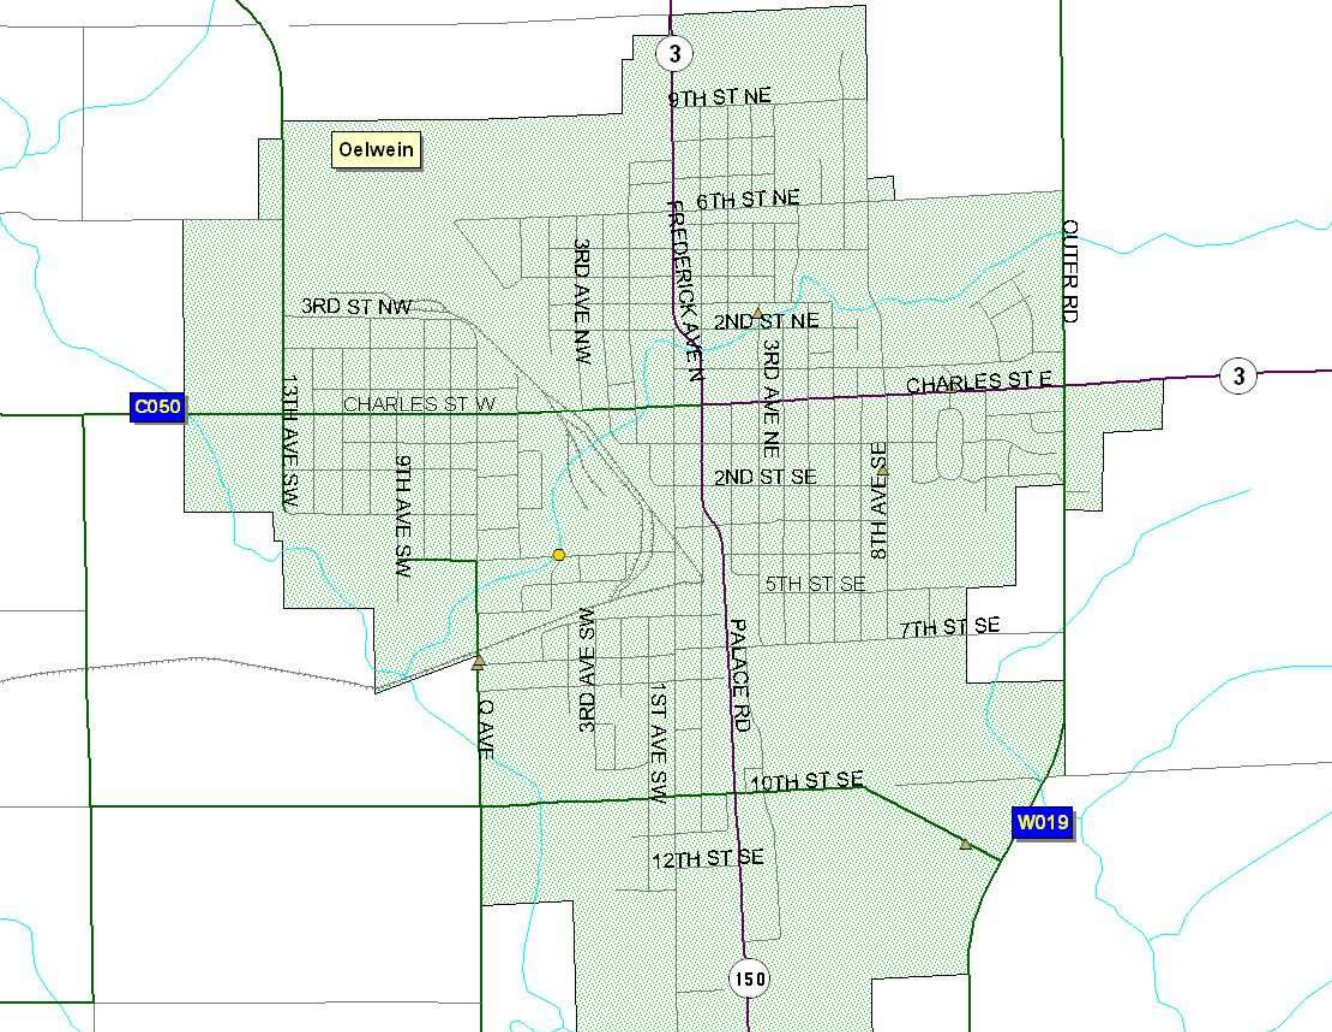 3
9TH ST NE
Oelwein
6TH ST NE
FREDERICK AVE N
OUTER RD
3RD AVE NW
3RD ST NW
2ND ST NE
3RD AVE NE
3
CHARLES ST E
C050
13TH AVE SW
CHARLES ST W
9TH AVE SW
2ND ST SE
8TH AVE SE
5TH ST SE
7TH ST SE
3RD AVE SW
PALACE RD
1ST AVE SW
Q AVE
10TH ST SE
W019
12TH ST SE
150